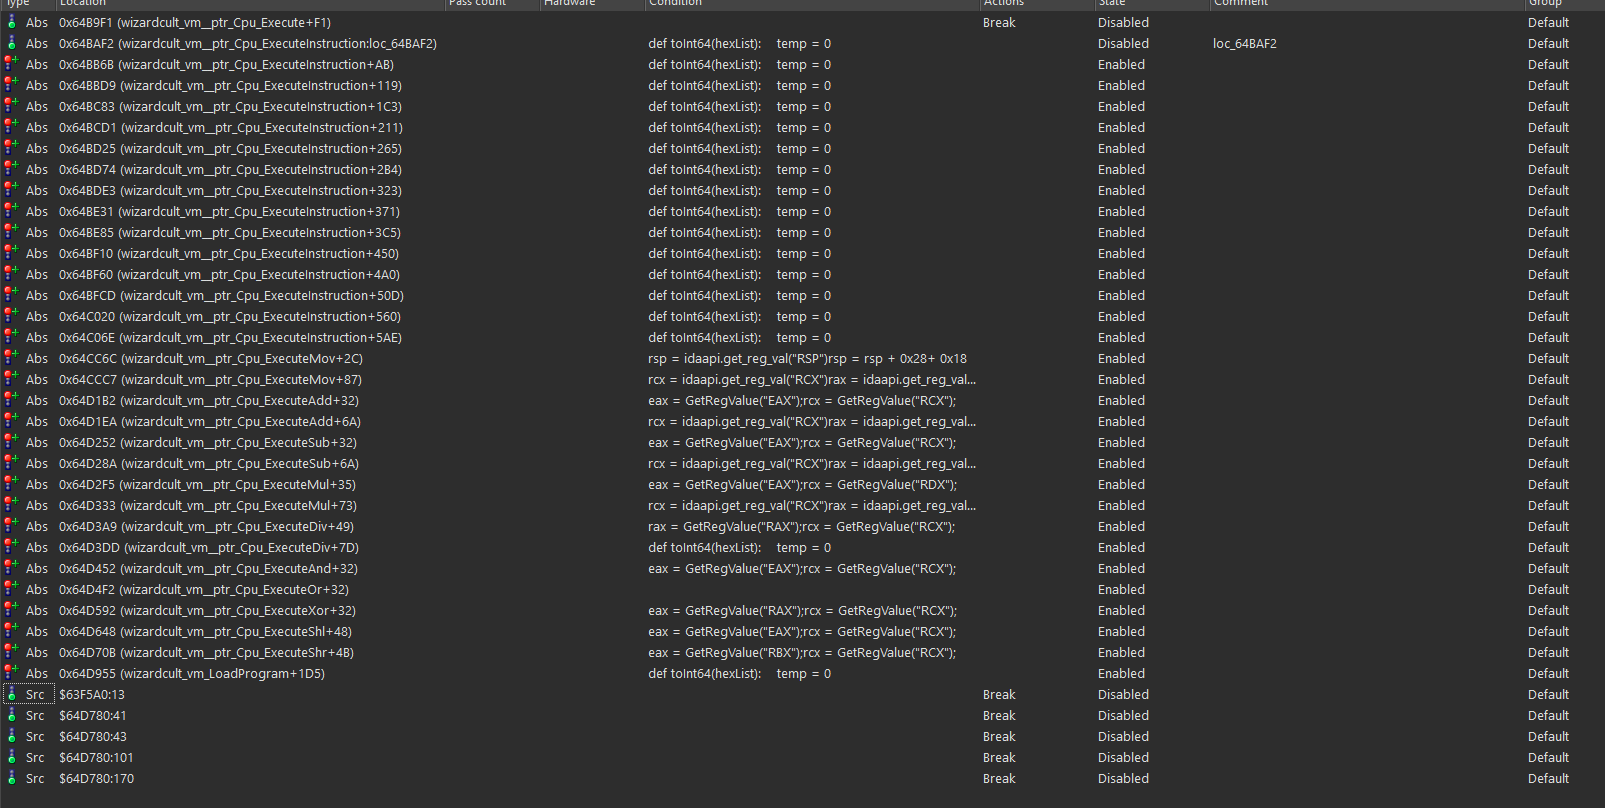 Type Location Pass count Hardware Condition Actions State Comment Group
Abs 0x64B9F1 (wizardcult_vm__ptr_Cpu_Execute+F1) Break Disabled Default
Abs 0x64BAF2 (wizardcult_vm__ptr_Cpu_ExecuteInstruction:loc_64BAF2) def toInt64(hexList): temp = 0 Disabled loc_64BAF2 Default
Abs 0x64BB6B (wizardcult_vm__ptr_Cpu_ExecuteInstruction+AB) def toInt64(hexList): temp = 0 Enabled Default
Abs 0x64BBD9 (wizardcult_vm__ptr_Cpu_ExecuteInstruction+119) def toInt64(hexList): temp = 0 Enabled Default
Abs 0x64BC83 (wizardcult_vm__ptr_Cpu_ExecuteInstruction+1C3) def toInt64(hexList): temp = 0 Enabled Default
Abs 0x64BCD1 (wizardcult_vm__ptr_Cpu_ExecuteInstruction+211) def toInt64(hexList): temp = 0 Enabled Default
Abs 0x64BD25 (wizardcult_vm__ptr_Cpu_ExecuteInstruction+265) def toInt64(hexList): temp = 0 Enabled Default
Abs 0x64BD74 (wizardcult_vm__ptr_Cpu_ExecuteInstruction+2B4) def toInt64(hexList): temp = 0 Enabled Default
Abs 0x64BDE3 (wizardcult_vm__ptr_Cpu_ExecuteInstruction+323) def toInt64(hexList): temp = 0 Enabled Default
Abs 0x64BE31 (wizardcult_vm__ptr_Cpu_ExecuteInstruction+371) def toInt64(hexList): temp = 0 Enabled Default
Abs 0x64BE85 (wizardcult_vm__ptr_Cpu_ExecuteInstruction+3C5) def toInt64(hexList): temp = 0 Enabled Default
Abs 0x64BF10 (wizardcult_vm__ptr_Cpu_ExecuteInstruction+450) def toInt64(hexList): temp = 0 Enabled Default
Abs 0x64BF60 (wizardcult_vm__ptr_Cpu_ExecuteInstruction+4A0) def toInt64(hexList): temp = 0 Enabled Default
Abs 0x64BFCD (wizardcult_vm__ptr_Cpu_ExecuteInstruction+50D) def toInt64(hexList): temp = 0 Enabled Default
Abs 0x64C020 (wizardcult_vm__ptr_Cpu_ExecuteInstruction+560) def toInt64(hexList): temp = 0 Enabled Default
Abs 0x64C06E (wizardcult_vm__ptr_Cpu_ExecuteInstruction+5AE) def toInt64(hexList): temp = 0 Enabled Default
Abs 0x64CC6C (wizardcult_vm__ptr_Cpu_ExecuteMov+2C) rsp = idaapi.get_reg_val("RSP")rsp = rsp + 0x28+ 0x18 Enabled Default
Abs 0x64CCC7 (wizardcult_vm__ptr_Cpu_ExecuteMov+87) rcx = idaapi.get_reg_val("RCX")rax = idaapi.get_reg_val... Enabled Default
Abs 0x64D1B2 (wizardcult_vm__ptr_Cpu_ExecuteAdd+32) eax = GetRegValue("EAX");rcx = GetRegValue("RCX"); Enabled Default
Abs 0x64D1EA (wizardcult_vm__ptr_Cpu_ExecuteAdd+6A) rcx = idaapi.get_reg_val("RCX")rax = idaapi.get_reg_val... Enabled Default
Abs 0x64D252 (wizardcult_vm__ptr_Cpu_ExecuteSub+32) eax = GetRegValue("EAX");rcx = GetRegValue("RCX"); Enabled Default
Abs 0x64D28A (wizardcult_vm__ptr_Cpu_ExecuteSub+6A) rcx = idaapi.get_reg_val("RCX")rax = idaapi.get_reg_val... Enabled Default
Abs 0x64D2F5 (wizardcult_vm__ptr_Cpu_ExecuteMul+35) eax = GetRegValue("EAX");rcx = GetRegValue("RDX"); Enabled Default
Abs 0x64D333 (wizardcult_vm__ptr_Cpu_ExecuteMul+73) rcx = idaapi.get_reg_val("RCX")rax = idaapi.get_reg_val... Enabled Default
Abs 0x64D3A9 (wizardcult_vm__ptr_Cpu_ExecuteDiv+49) rax = GetRegValue("RAX");rcx = GetRegValue("RCX"); Enabled Default
Abs 0x64D3DD (wizardcult_vm__ptr_Cpu_ExecuteDiv+7D) def toInt64(hexList): temp = 0 Enabled Default
Abs 0x64D452 (wizardcult_vm__ptr_Cpu_ExecuteAnd+32) eax = GetRegValue("EAX");rcx = GetRegValue("RCX"); Enabled Default
Abs 0x64D4F2 (wizardcult_vm__ptr_Cpu_ExecuteOr+32) Enabled Default
Abs 0x64D592 (wizardcult_vm__ptr_Cpu_ExecuteXor+32) eax = GetRegValue("RAX");rcx = GetRegValue("RCX"); Enabled Default
Abs 0x64D648 (wizardcult_vm__ptr_Cpu_ExecuteShl+48) eax = GetRegValue("EAX");rcx = GetRegValue("RCX"); Enabled Default
Abs 0x64D70B (wizardcult_vm__ptr_Cpu_ExecuteShr+4B) eax = GetRegValue("RBX");rcx = GetRegValue("RCX"); Enabled Default
Abs 0x64D955 (wizardcult_vm_LoadProgram+1D5) def toInt64(hexList): temp = 0 Enabled Default
Src $63F5A0:13 Break Disabled Default
Src $64D780:41 Break Disabled Default
Src $64D780:43 Break Disabled Default
Src $64D780:101 Break Disabled Default
Src $64D780:170 Break Disabled Default